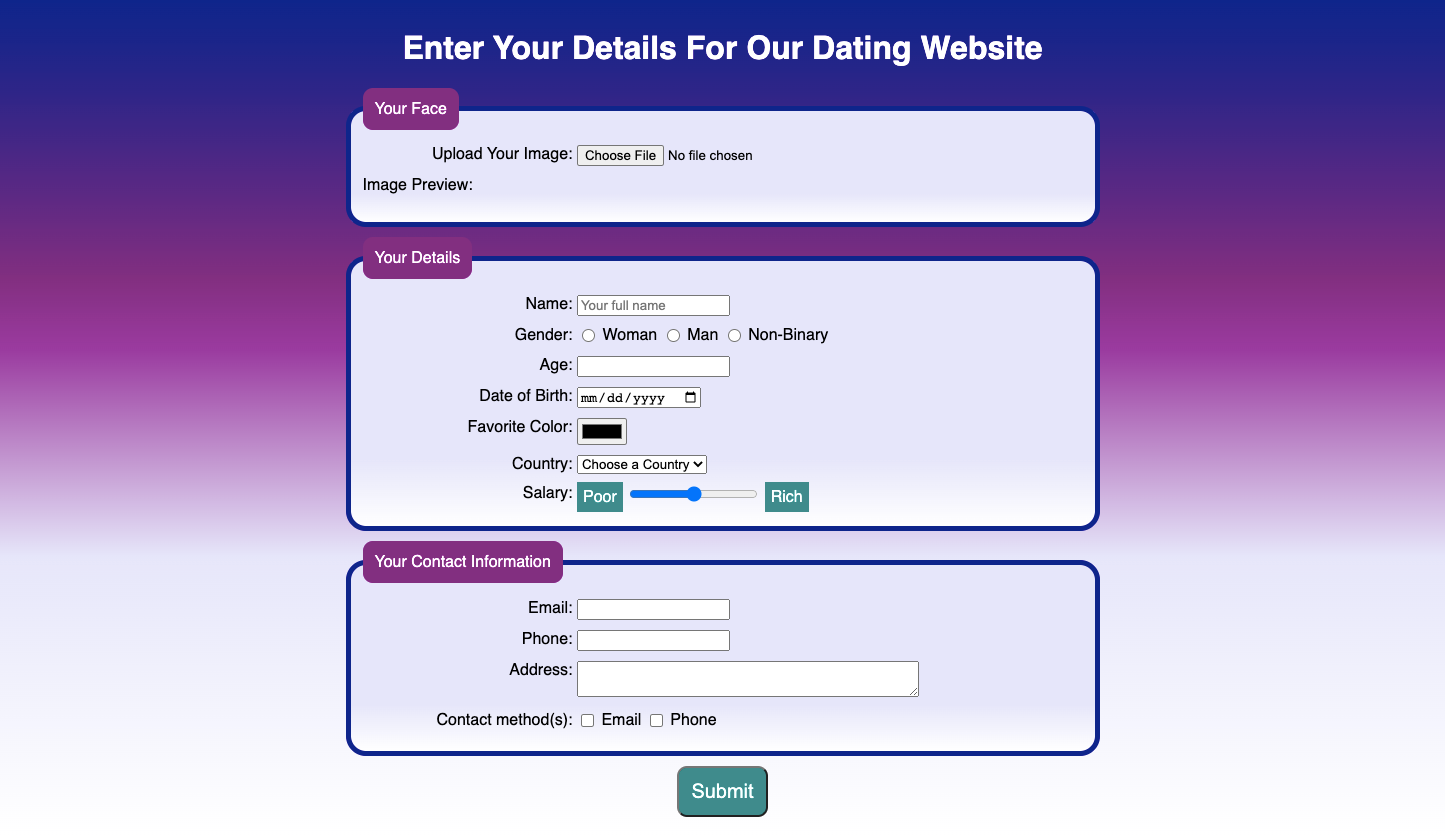 Enter Your Details For Our Dating Website
Your Face
Upload Your Image: Choose File No file chosen
Image Preview:
Your Details
Name: Your full name
Gender: Woman Man Non-Binary
Age:
Date of Birth: mm/dd/yyyy
Favorite Color:
Country: Choose a Country
Salary: Poor Rich
Your Contact Information
Email:
Phone:
Address:
Contact method(s): Email Phone
Submit